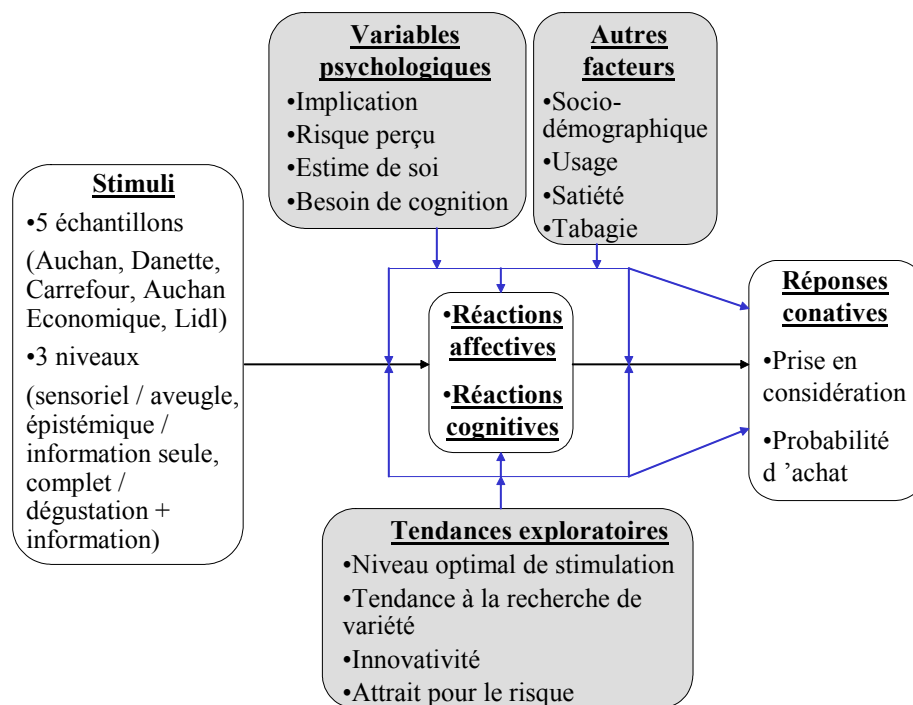 Variables
psychologiques
•Implication
•Risque perçu
•Estime de soi
•Besoin de cognition
Autres
facteurs
•Socio-
démographique
•Usage
•Satiété
•Tabagie
Stimuli
•5 échantillons
(Auchan, Danette,
Carrefour, Auchan
Economique, Lidl)
•3 niveaux
(sensoriel / aveugle,
épistémique /
information seule,
complet /
dégustation +
information)
•Réactions
affectives
•Réactions
cognitives
Réponses
conatives
•Prise en
considération
•Probabilité
d ’achat
Tendances exploratoires
•Niveau optimal de stimulation
•Tendance à la recherche de
variété
•Innovativité
•Attrait pour le risque